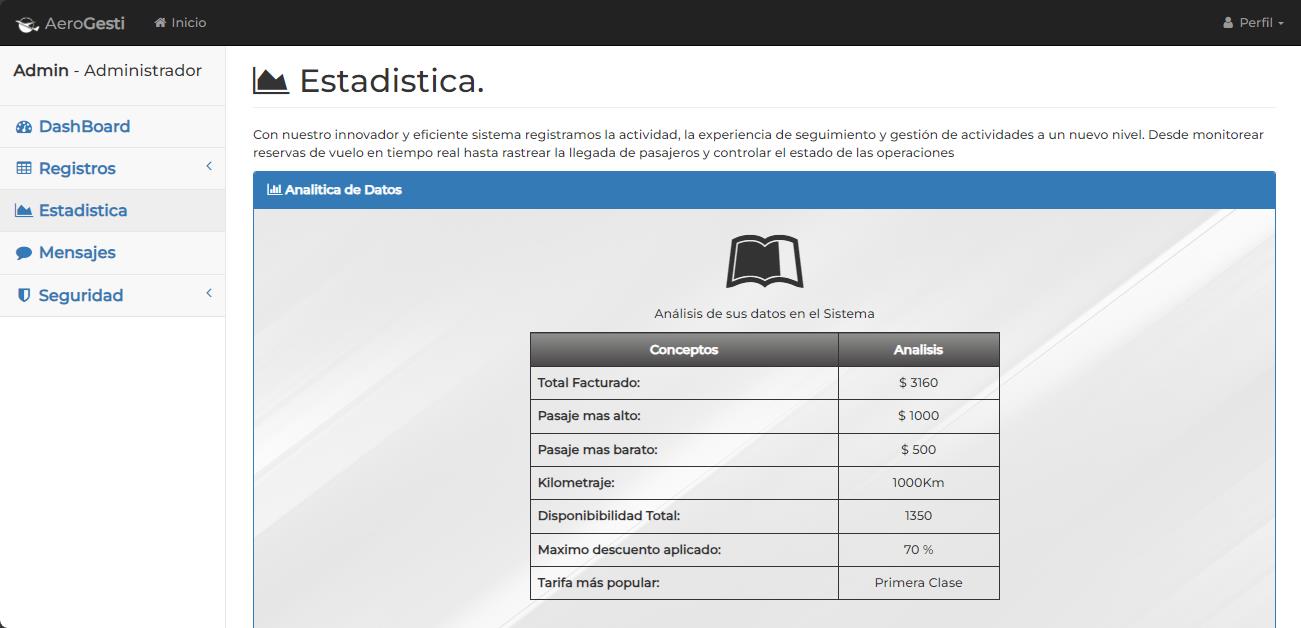 AeroGesti Inicio Perfil
Admin - Administrador
DashBoard
Registros
Estadistica
Mensajes
Seguridad
Estadistica.
Con nuestro innovador y eficiente sistema registramos la actividad, la experiencia de seguimiento y gestión de actividades a un nuevo nivel. Desde monitorear
reservas de vuelo en tiempo real hasta rastrear la llegada de pasajeros y controlar el estado de las operaciones
Analitica de Datos
Análisis de sus datos en el Sistema
Conceptos Analisis
Total Facturado: $ 3160
Pasaje mas alto: $ 1000
Pasaje mas barato: $ 500
Kilometraje: 1000Km
Disponibibilidad Total: 1350
Maximo descuento aplicado: 70 %
Tarifa más popular: Primera Clase